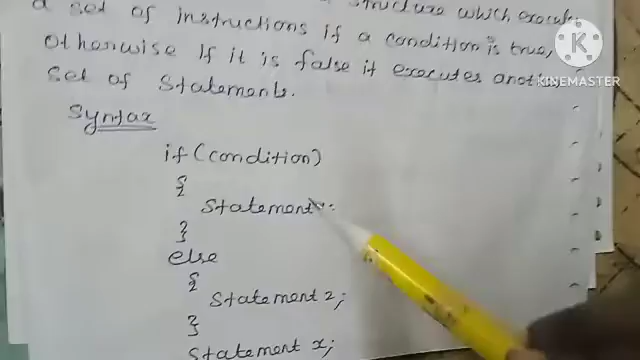 a set of instructions if a condition is true,
otherwise if it is false it executes
set of statements.
Syntax
if (condition)
{
Statement
}
else
{
Statement 2;
}
Statement x;
KINEMASTER